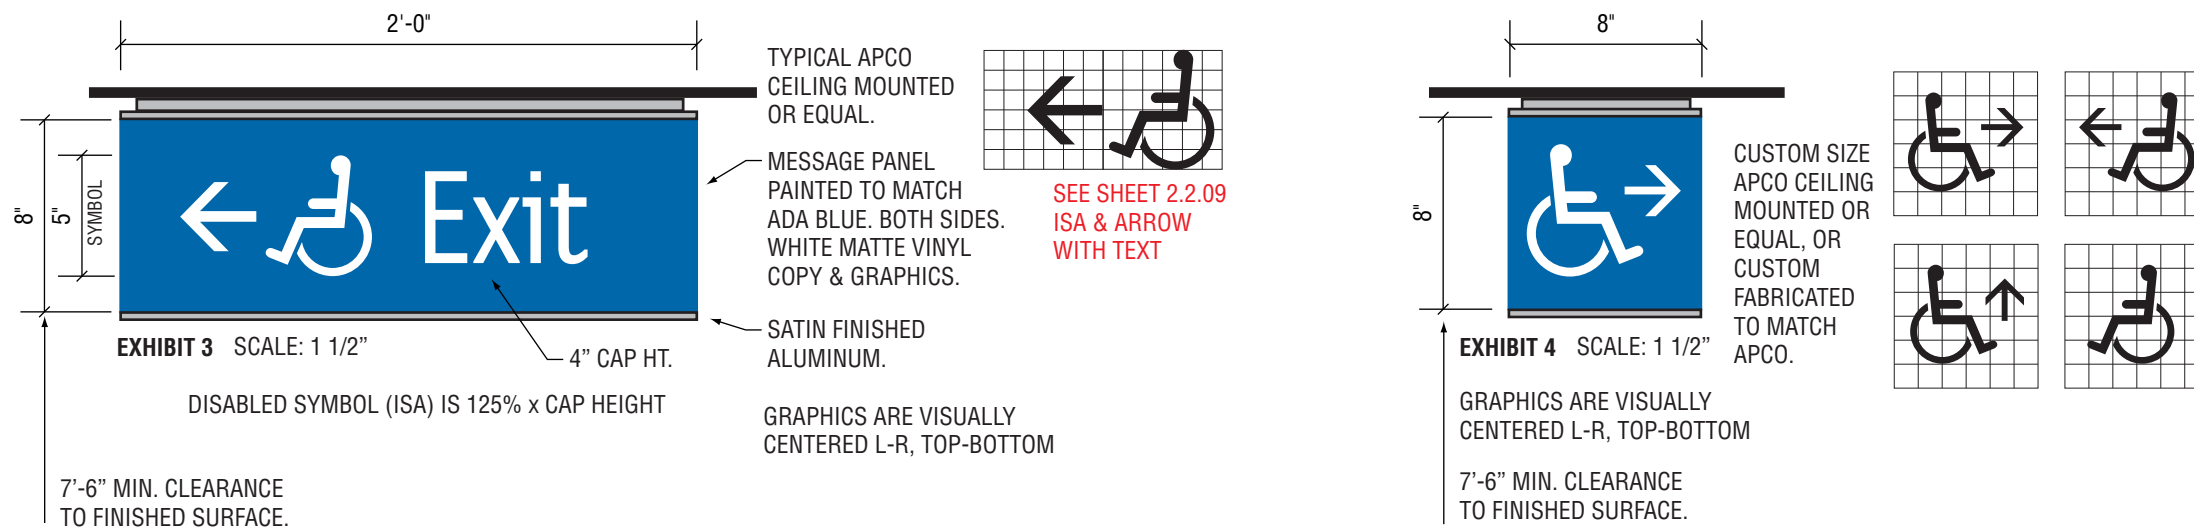 2'-0"
8"
5"
SYMBOL
Exit
TYPICAL APCO
CEILING MOUNTED
OR EQUAL.
MESSAGE PANEL
PAINTED TO MATCH
ADA BLUE. BOTH SIDES.
WHITE MATTE VINYL
COPY & GRAPHICS.
SATIN FINISHED
ALUMINUM.
SEE SHEET 2.2.09
ISA & ARROW
WITH TEXT
EXHIBIT 3 SCALE: 1 1/2”
4” CAP HT.
DISABLED SYMBOL (ISA) IS 125% x CAP HEIGHT
GRAPHICS ARE VISUALLY
CENTERED L-R, TOP-BOTTOM
7’-6” MIN. CLEARANCE
TO FINISHED SURFACE.
8"
8"
CUSTOM SIZE
APCO CEILING
MOUNTED OR
EQUAL, OR
CUSTOM
FABRICATED
TO MATCH
APCO.
EXHIBIT 4 SCALE: 1 1/2”
GRAPHICS ARE VISUALLY
CENTERED L-R, TOP-BOTTOM
7’-6” MIN. CLEARANCE
TO FINISHED SURFACE.